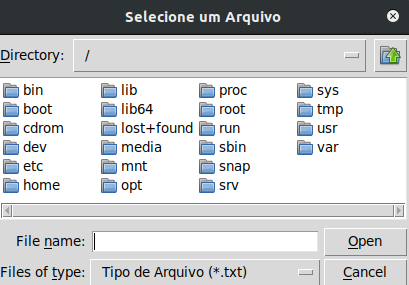 Selecione um Arquivo
Directory: /
bin lib proc sys
boot lib64 root tmp
cdrom lost+found run usr
dev media sbin var
etc mnt snap
home opt srv
File name: Open
Files of type: Tipo de Arquivo (*.txt) Cancel